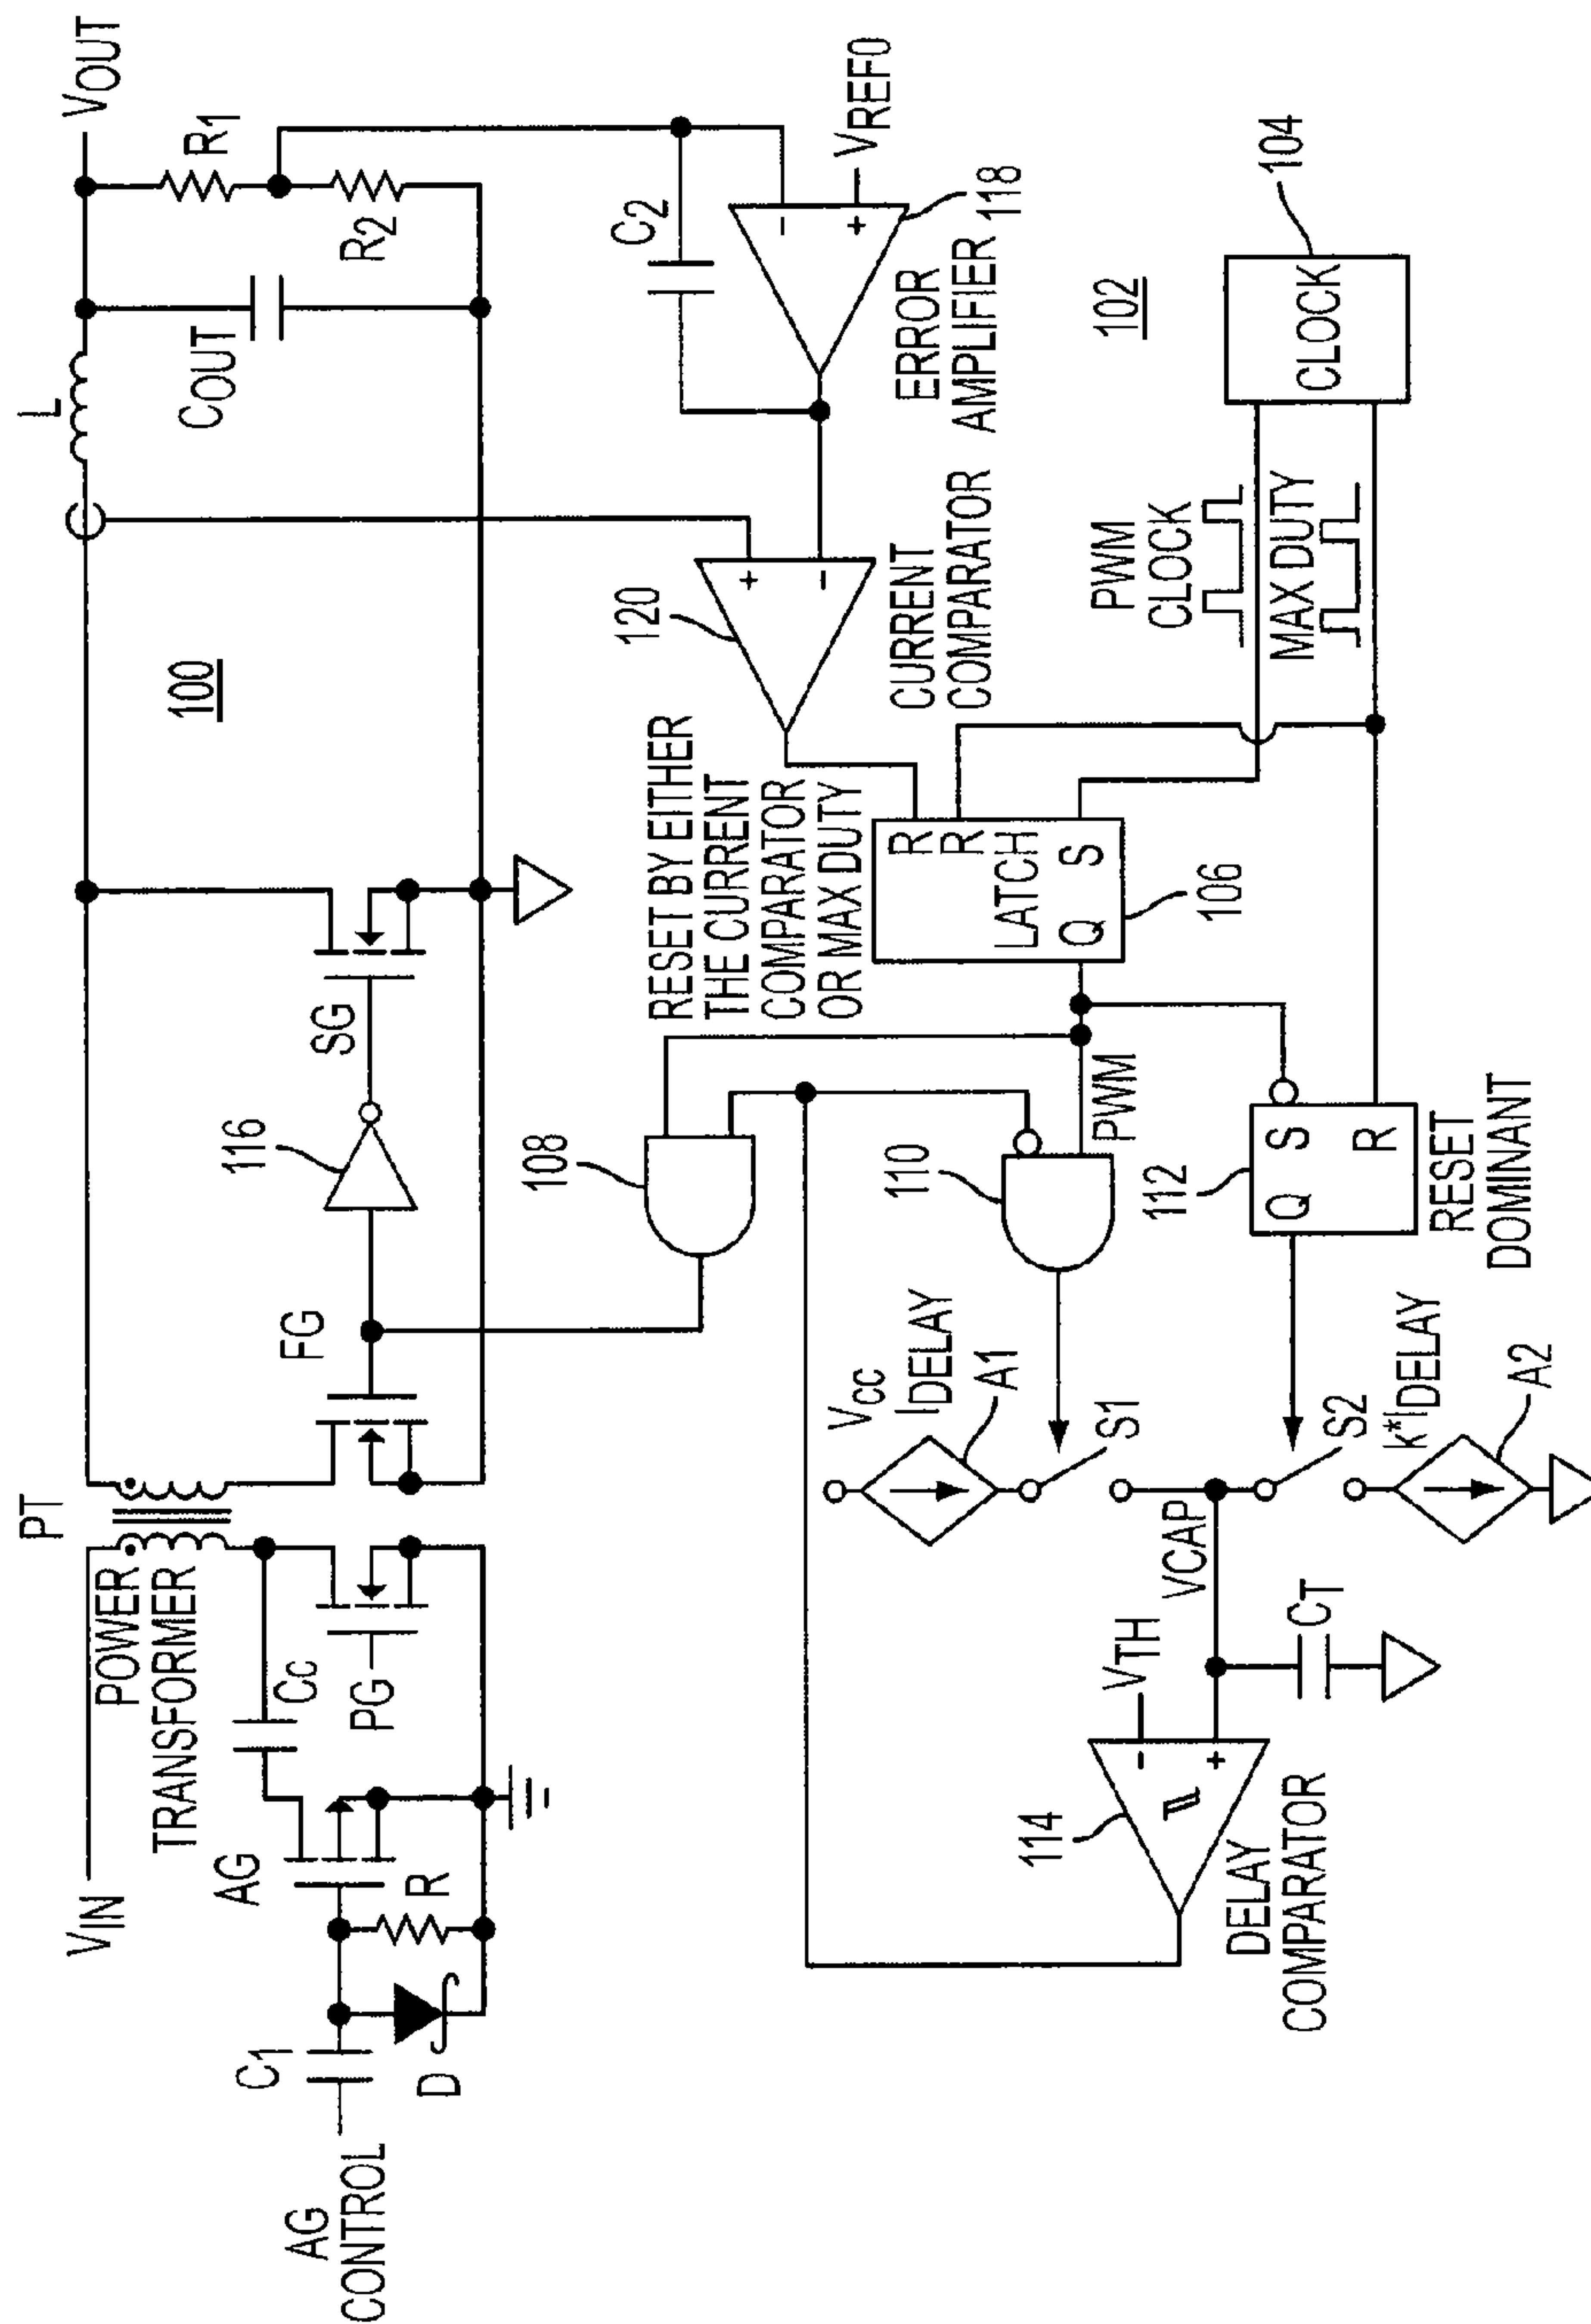 AG
CONTROL
C1
D
VIN
AG
R
POWER
TRANSFORMER
CC
PG
PT
FG
116
SG
100
L
COUT
VOUT
R1
R2
C2
VREF0
-
+
118
ERROR
AMPLIFIER
120
+
-
CURRENT
COMPARATOR
RESET BY EITHER
THE CURRENT
COMPARATOR
OR MAX DUTY
R
R
LATCH
Q S
106
102
104
CLOCK
PWM
CLOCK
MAX DUTY
108
110
PWM
112
Q S
R
RESET
DOMINANT
VCC
IDELAY
A1
S1
S2
k*IDELAY
A2
VCAP
VTH
CT
-
+
114
DELAY
COMPARATOR